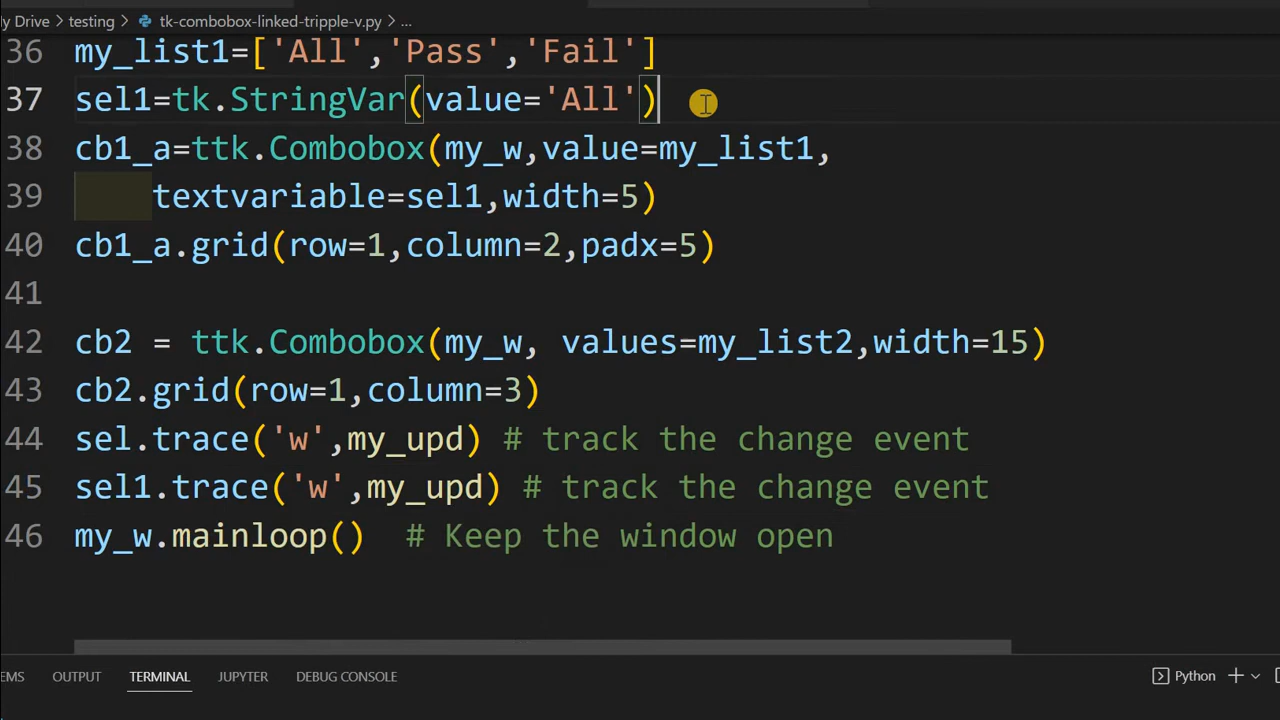 My Drive > testing > tk-combobox-linked-tripple-v.py > ...
36 my_list1=['All','Pass','Fail']
37 sel1=tk.StringVar(value='All')
38 cb1_a=ttk.Combobox(my_w,value=my_list1,
39     textvariable=sel1,width=5)
40 cb1_a.grid(row=1,column=2,padx=5)
41
42 cb2 = ttk.Combobox(my_w, values=my_list2,width=15)
43 cb2.grid(row=1,column=3)
44 sel.trace('w',my_upd) # track the change event
45 sel1.trace('w',my_upd) # track the change event
46 my_w.mainloop()  # Keep the window open
EMS OUTPUT TERMINAL JUPYTER DEBUG CONSOLE Python